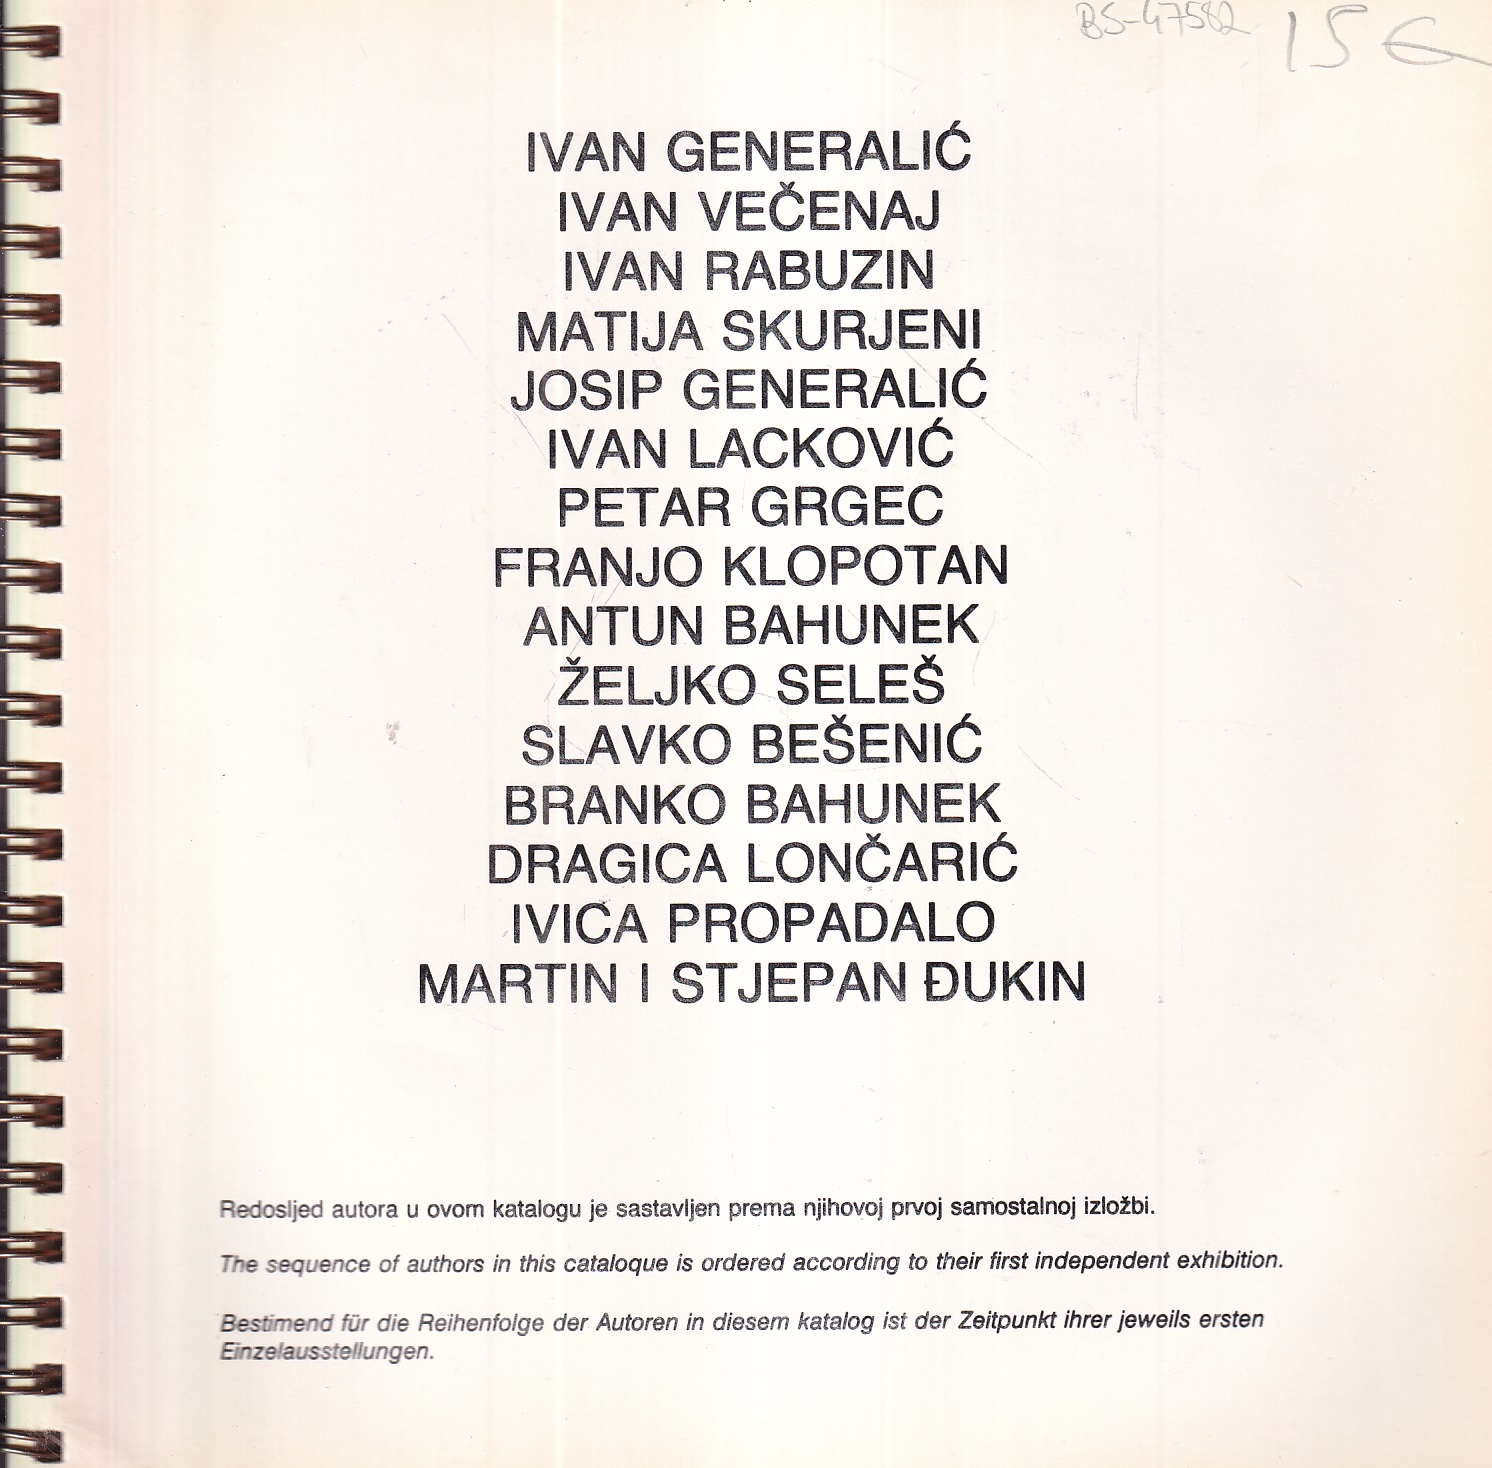 BS-47582 15 €
IVAN GENERALIĆ
IVAN VEČENAJ
IVAN RABUZIN
MATIJA SKURJENI
JOSIP GENERALIĆ
IVAN LACKOVIĆ
PETAR GRGEC
FRANJO KLOPOTAN
ANTUN BAHUNEK
ŽELJKO SELEŠ
SLAVKO BEŠENIĆ
BRANKO BAHUNEK
DRAGICA LONČARIĆ
IVICA PROPADALO
MARTIN I STJEPAN ĐUKIN
Redosljed autora u ovom katalogu je sastavljen prema njihovoj prvoj samostalnoj izložbi.
The sequence of authors in this cataloque is ordered according to their first independent exhibition.
Bestimend für die Reihenfolge der Autoren in diesem katalog ist der Zeitpunkt ihrer jeweils ersten
Einzelausstellungen.